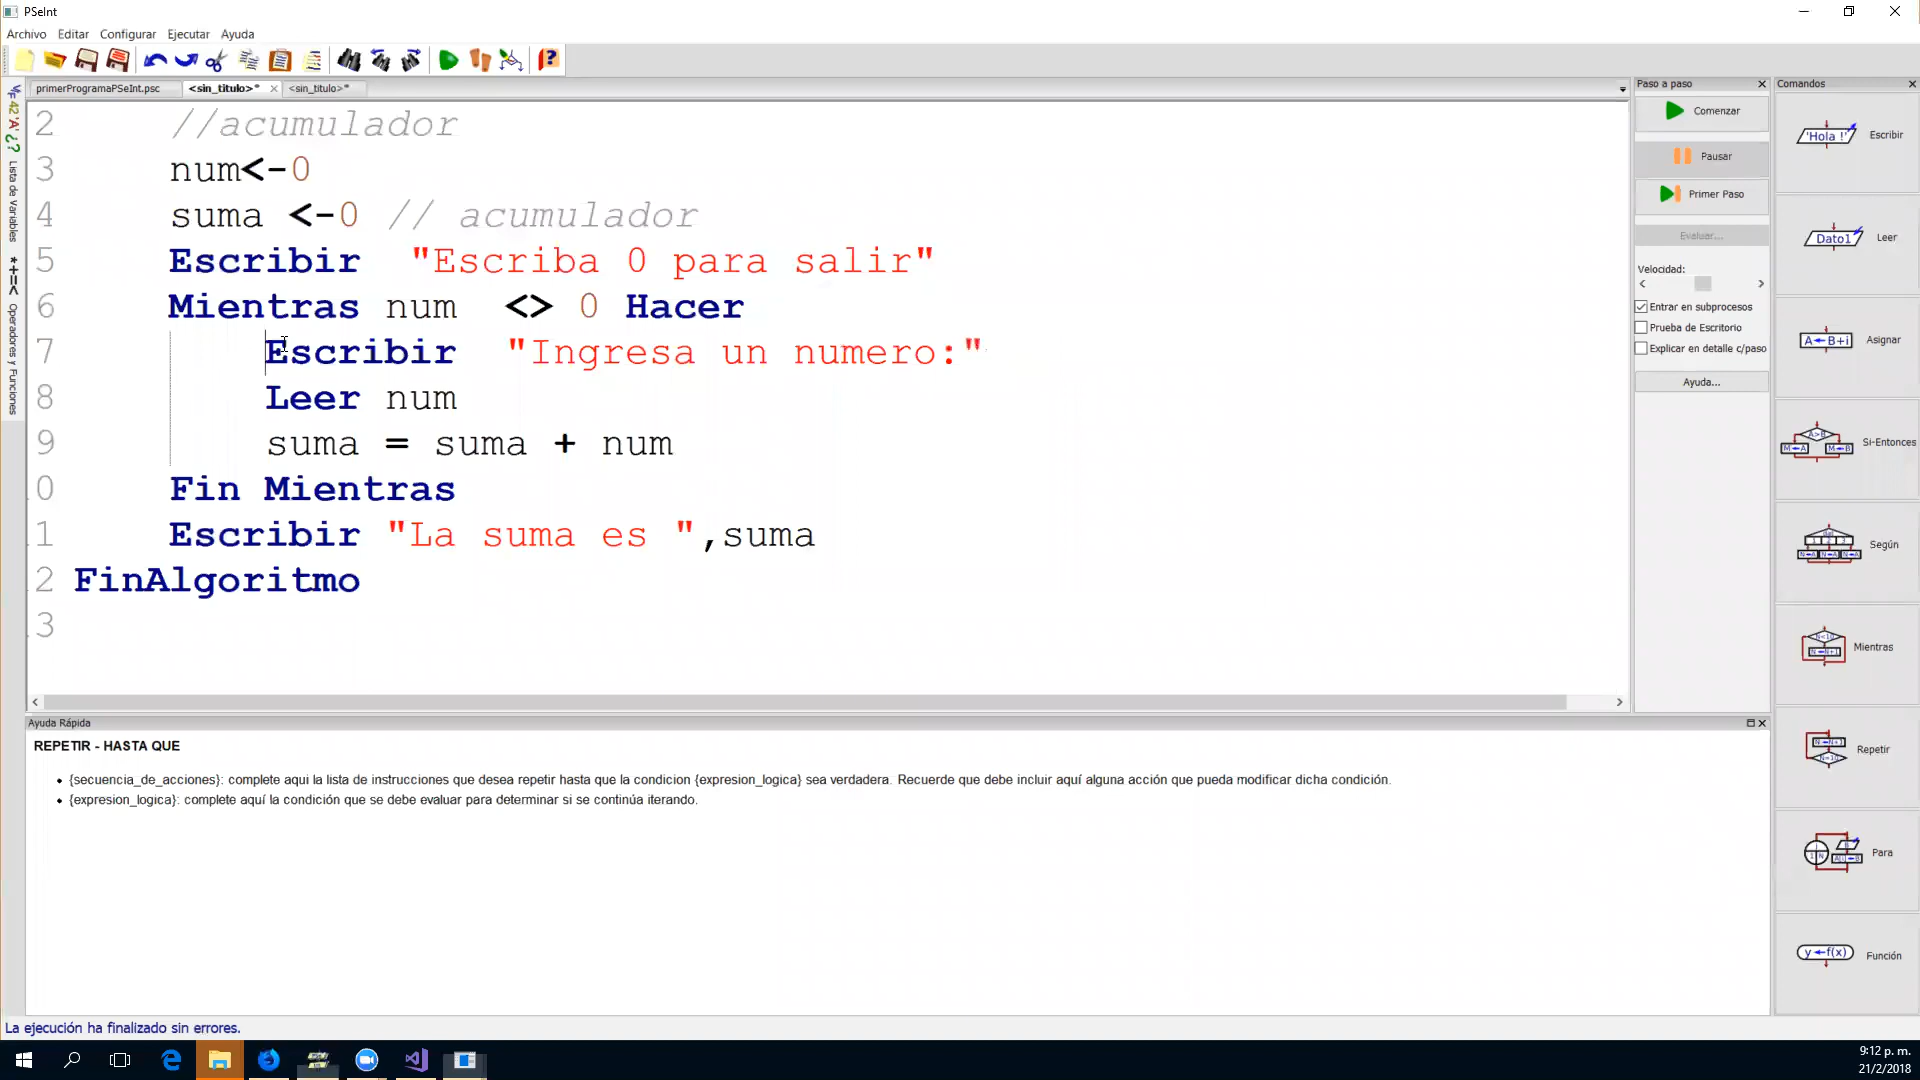 PSeInt
Archivo Editar Configurar Ejecutar Ayuda
primerProgramaPSeInt.psc <sin_titulo>* <sin_titulo>*
2 //acumulador
3 num<-0
4 suma <-0 // acumulador
5 Escribir "Escriba 0 para salir"
6 Mientras num <> 0 Hacer
7 Escribir "Ingresa un numero:"
8 Leer num
9 suma = suma + num
0 Fin Mientras
1 Escribir "La suma es ",suma
2 FinAlgoritmo
3
Lista de Variables
*+=< Operadores y Funciones
Paso a paso
Comenzar
Pausar
Primer Paso
Evaluar...
Velocidad:
Entrar en subprocesos
Prueba de Escritorio
Explicar en detalle c/paso
Ayuda...
Comandos
'Hola !' Escribir
Dato1 Leer
A←B+i Asignar
A>B Si-Entonces
Según
Mientras
Repetir
Para
y←f(x) Función
Ayuda Rápida
REPETIR - HASTA QUE
• {secuencia_de_acciones}: complete aqui la lista de instrucciones que desea repetir hasta que la condicion {expresion_logica} sea verdadera. Recuerde que debe incluir aquí alguna acción que pueda modificar dicha condición.
• {expresion_logica}: complete aquí la condición que se debe evaluar para determinar si se continúa iterando.
La ejecución ha finalizado sin errores.
9:12 p. m.
21/2/2018